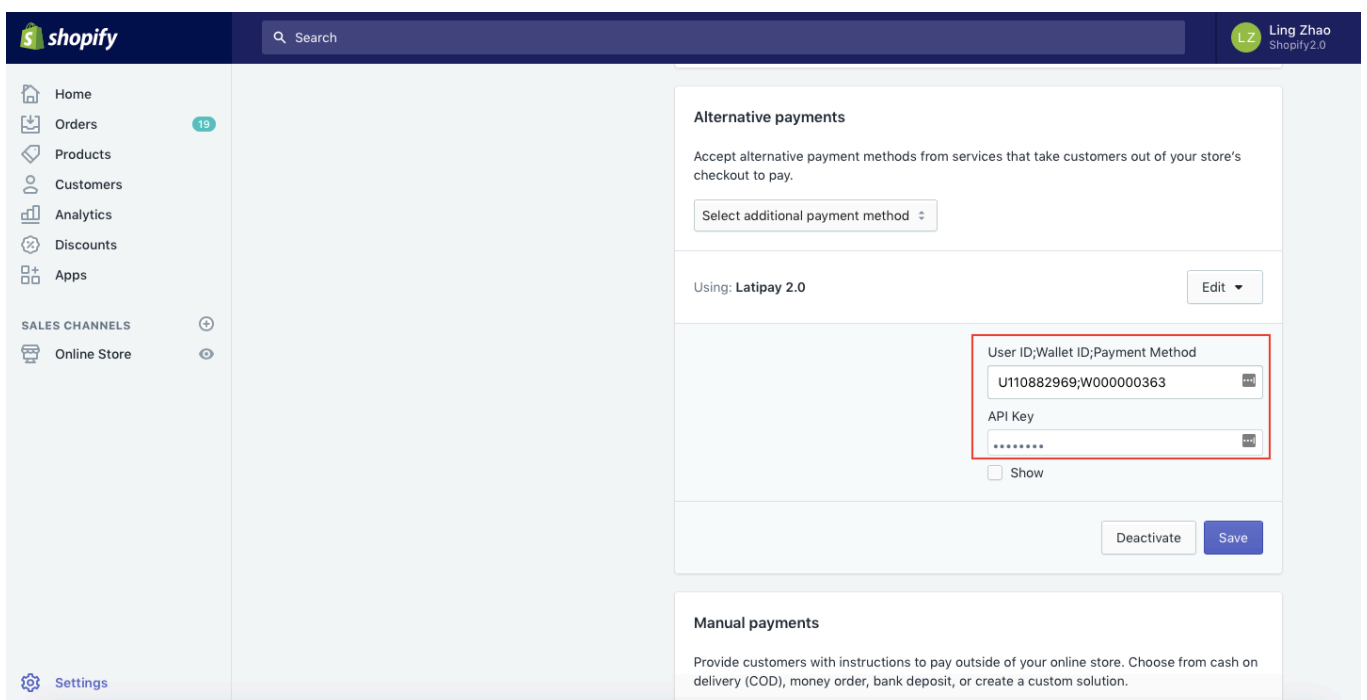 shopify
Search
LZ
Ling Zhao
Shopify2.0
Home
Orders 19
Products
Customers
Analytics
Discounts
Apps
SALES CHANNELS
Online Store
Settings
Alternative payments
Accept alternative payment methods from services that take customers out of your store's
checkout to pay.
Select additional payment method
Using: Latipay 2.0
Edit
User ID;Wallet ID;Payment Method
U110882969;W000000363
API Key
••••••••
Show
Deactivate
Save
Manual payments
Provide customers with instructions to pay outside of your online store. Choose from cash on
delivery (COD), money order, bank deposit, or create a custom solution.